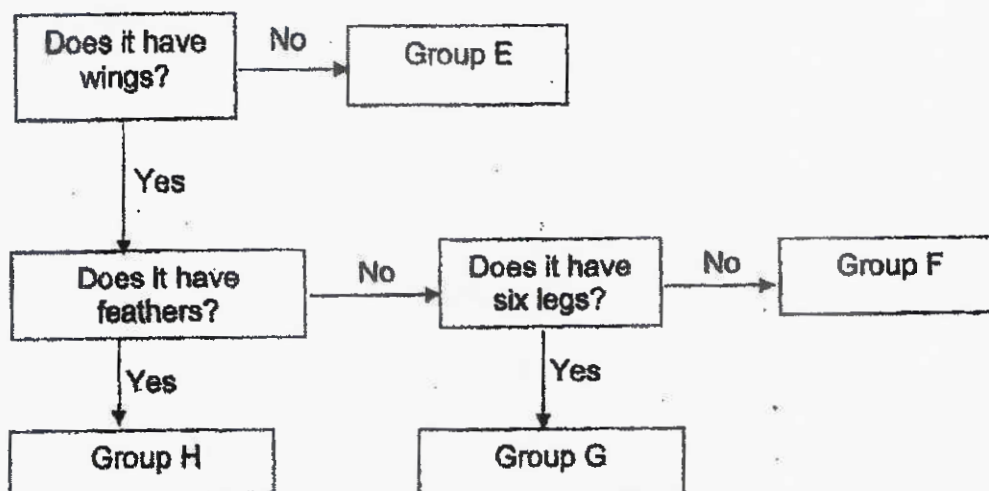 Does it have
wings?
No
Group E
Yes
Does it have
feathers?
No
Does it have
six legs?
No
Group F
Yes
Yes
Group H
Group G